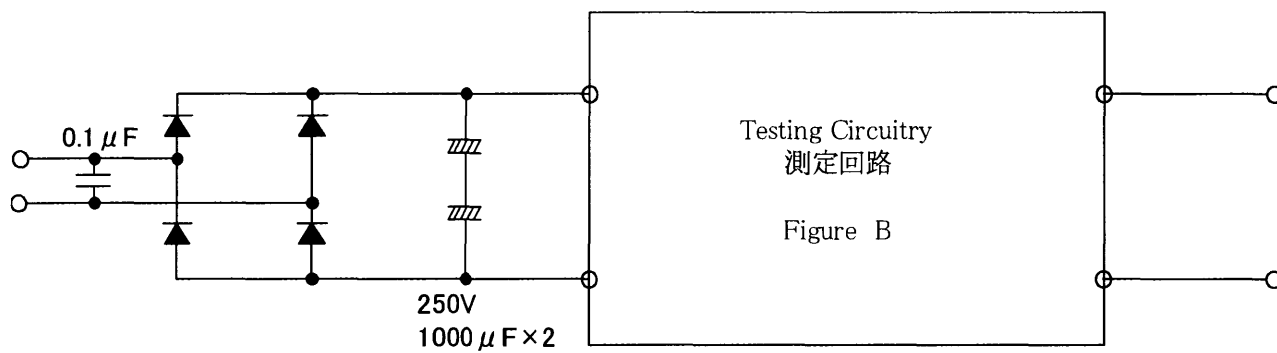 0.1μF
Testing Circuitry
測定回路
Figure B
250V
1000μF×2